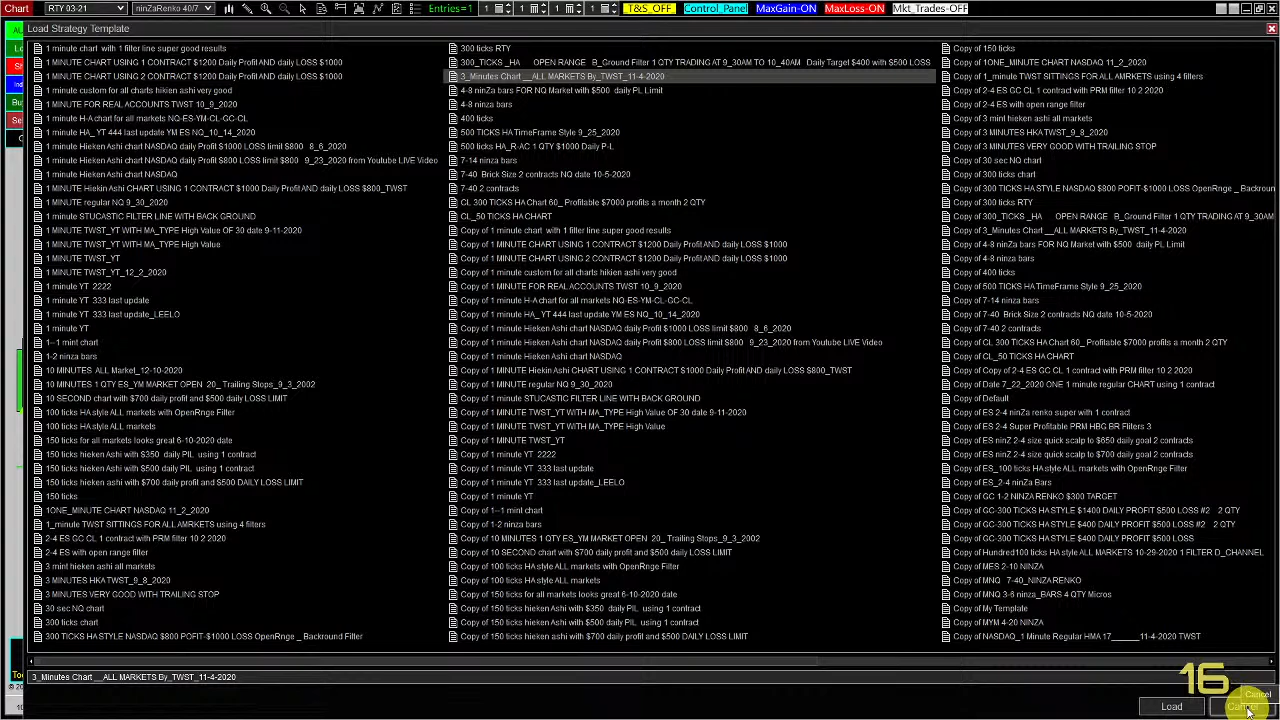 Chart RTY 03-21 ninZaRenko 40/7 Entries=1 1 1 1 1 T&S_OFF Control_Panel MaxGain-ON MaxLoss-ON Mkt_Trades-OFF
Load Strategy Template
1 minute chart with 1 filter line super good results
1 MINUTE CHART USING 1 CONTRACT $1200 Daily Profit AND daily LOSS $1000
1 MINUTE CHART USING 2 CONTRACT $1200 Daily Profit AND daily LOSS $1000
1 minute custom for all charts hikien ashi very good
1 MINUTE FOR REAL ACCOUNTS TWST 10_9_2020
1 minute H-A chart for all markets NQ-ES-YM-CL-GC-CL
1 minute HA_ YT 444 last update YM ES NQ_10_14_2020
1 minute Hieken Ashi chart NASDAQ daily Profit $1000 LOSS limit $800 8_6_2020
1 minute Hieken Ashi chart NASDAQ daily Profit $800 LOSS limit $800 9_23_2020 from Youtube LIVE Video
1 minute Hieken Ashi chart NASDAQ
1 MINUTE Hiekin Ashi CHART USING 1 CONTRACT $1000 Daily Profit AND daily LOSS $800_TWST
1 MINUTE regular NQ 9_30_2020
1 minute STUCASTIC FILTER LINE WITH BACK GROUND
1 MINUTE TWST_YT WITH MA_TYPE High Value OF 30 date 9-11-2020
1 MINUTE TWST_YT WITH MA_TYPE High Value
1 MINUTE TWST_YT
1 MINUTE TWST_YT_12_2_2020
1 minute YT 2222
1 minute YT 333 last update
1 minute YT 333 last update_LEELO
1 minute YT
1--1 mint chart
1-2 ninza bars
10 MINUTES ALL Market_12-10-2020
10 MINUTES 1 QTY ES_YM MARKET OPEN 20_ Trailing Stops_9_3_2002
10 SECOND chart with $700 daily profit and $500 daily LOSS LIMIT
100 ticks HA style ALL markets with OpenRnge Filter
100 ticks HA style ALL markets
150 ticks for all markets looks great 6-10-2020 date
150 ticks hieken Ashi with $350 daily PIL using 1 contract
150 ticks hieken Ashi with $500 daily PIL using 1 contract
150 ticks hieken ashi with $700 daily profit and $500 DAILY LOSS LIMIT
150 ticks
1ONE_MINUTE CHART NASDAQ 11_2_2020
1_minute TWST SITTINGS FOR ALL AMRKETS using 4 filters
2-4 ES GC CL 1 contract with PRM filter 10 2 2020
2-4 ES with open range filter
3 mint hieken ashi all markets
3 MINUTES HKA TWST_9_8_2020
3 MINUTES VERY GOOD WITH TRAILING STOP
30 sec NQ chart
300 ticks chart
300 TICKS HA STYLE NASDAQ $800 POFIT-$1000 LOSS OpenRnge _ Backround Filter
300 ticks RTY
300_TICKS _HA OPEN RANGE B_Ground Filter 1 QTY TRADING AT 9_30AM TO 10_40AM Daily Target $400 with $500 LOSS
3_Minutes Chart __ALL MARKETS By_TWST_11-4-2020
4-8 ninZa bars FOR NQ Market with $500 daily PL Limit
4-8 ninza bars
400 ticks
500 TICKS HA TimeFrame Style 9_25_2020
500 ticks HA_R-AC 1 QTY $1000 Daily P-L
7-14 ninza bars
7-40 Brick Size 2 contracts NQ date 10-5-2020
7-40 2 contracts
CL 300 TICKS HA Chart 60_ Profitable $7000 profits a month 2 QTY
CL_50 TICKS HA CHART
Copy of 1 minute chart with 1 filter line super good results
Copy of 1 MINUTE CHART USING 1 CONTRACT $1200 Daily Profit AND daily LOSS $1000
Copy of 1 MINUTE CHART USING 2 CONTRACT $1200 Daily Profit AND daily LOSS $1000
Copy of 1 minute custom for all charts hikien ashi very good
Copy of 1 MINUTE FOR REAL ACCOUNTS TWST 10_9_2020
Copy of 1 minute H-A chart for all markets NQ-ES-YM-CL-GC-CL
Copy of 1 minute HA_ YT 444 last update YM ES NQ_10_14_2020
Copy of 1 minute Hieken Ashi chart NASDAQ daily Profit $1000 LOSS limit $800 8_6_2020
Copy of 1 minute Hieken Ashi chart NASDAQ daily Profit $800 LOSS limit $800 9_23_2020 from Youtube LIVE Video
Copy of 1 minute Hieken Ashi chart NASDAQ
Copy of 1 MINUTE Hiekin Ashi CHART USING 1 CONTRACT $1000 Daily Profit AND daily LOSS $800_TWST
Copy of 1 MINUTE regular NQ 9_30_2020
Copy of 1 minute STUCASTIC FILTER LINE WITH BACK GROUND
Copy of 1 MINUTE TWST_YT WITH MA_TYPE High Value OF 30 date 9-11-2020
Copy of 1 MINUTE TWST_YT WITH MA_TYPE High Value
Copy of 1 MINUTE TWST_YT
Copy of 1 minute YT 2222
Copy of 1 minute YT 333 last update
Copy of 1 minute YT 333 last update_LEELO
Copy of 1 minute YT
Copy of 1--1 mint chart
Copy of 1-2 ninza bars
Copy of 10 MINUTES 1 QTY ES_YM MARKET OPEN 20_ Trailing Stops_9_3_2002
Copy of 10 SECOND chart with $700 daily profit and $500 daily LOSS LIMIT
Copy of 100 ticks HA style ALL markets with OpenRnge Filter
Copy of 100 ticks HA style ALL markets
Copy of 150 ticks for all markets looks great 6-10-2020 date
Copy of 150 ticks hieken Ashi with $350 daily PIL using 1 contract
Copy of 150 ticks hieken Ashi with $500 daily PIL using 1 contract
Copy of 150 ticks hieken ashi with $700 daily profit and $500 DAILY LOSS LIMIT
Copy of 150 ticks
Copy of 1ONE_MINUTE CHART NASDAQ 11_2_2020
Copy of 1_minute TWST SITTINGS FOR ALL AMRKETS using 4 filters
Copy of 2-4 ES GC CL 1 contract with PRM filter 10 2 2020
Copy of 2-4 ES with open range filter
Copy of 3 mint hieken ashi all markets
Copy of 3 MINUTES HKA TWST_9_8_2020
Copy of 3 MINUTES VERY GOOD WITH TRAILING STOP
Copy of 30 sec NQ chart
Copy of 300 ticks chart
Copy of 300 TICKS HA STYLE NASDAQ $800 POFIT-$1000 LOSS OpenRnge _ Backroun
Copy of 300 ticks RTY
Copy of 300_TICKS _HA OPEN RANGE B_Ground Filter 1 QTY TRADING AT 9_30AM
Copy of 3_Minutes Chart __ALL MARKETS By_TWST_11-4-2020
Copy of 4-8 ninZa bars FOR NQ Market with $500 daily PL Limit
Copy of 4-8 ninza bars
Copy of 400 ticks
Copy of 500 TICKS HA TimeFrame Style 9_25_2020
Copy of 7-14 ninza bars
Copy of 7-40 Brick Size 2 contracts NQ date 10-5-2020
Copy of 7-40 2 contracts
Copy of CL 300 TICKS HA Chart 60_ Profitable $7000 profits a month 2 QTY
Copy of CL_50 TICKS HA CHART
Copy of Copy of 2-4 ES GC CL 1 contract with PRM filter 10 2 2020
Copy of Date 7_22_2020 ONE 1 minute regular CHART using 1 contract
Copy of Default
Copy of ES 2-4 ninZa renko super with 1 contract
Copy of ES 2-4 Super Profitable PRM HBG BR Fliters 3
Copy of ES ninZ 2-4 size quick scalp to $650 daily goal 2 contracts
Copy of ES ninZ 2-4 size quick scalp to $700 daily goal 2 contracts
Copy of ES_100 ticks HA style ALL markets with OpenRnge Filter
Copy of ES_2-4 ninZa Bars
Copy of GC 1-2 NINZA RENKO $300 TARGET
Copy of GC-300 TICKS HA STYLE $1400 DAILY PROFIT $500 LOSS #2 2 QTY
Copy of GC-300 TICKS HA STYLE $400 DAILY PROFIT $500 LOSS #2 2 QTY
Copy of GC-300 TICKS HA STYLE $400 DAILY PROFIT $500 LOSS
Copy of Hundred100 ticks HA style ALL MARKETS 10-29-2020 1 FILTER D_CHANNEL
Copy of MES 2-10 NINZA
Copy of MNQ 7-40_NINZA RENKO
Copy of MNQ 3-6 ninza_BARS 4 QTY Micros
Copy of My Template
Copy of MYM 4-20 NINZA
Copy of NASDAQ_1 Minute Regular HMA 17______11-4-2020 TWST
3_Minutes Chart __ALL MARKETS By_TWST_11-4-2020
16
Cancel
Load Cancel